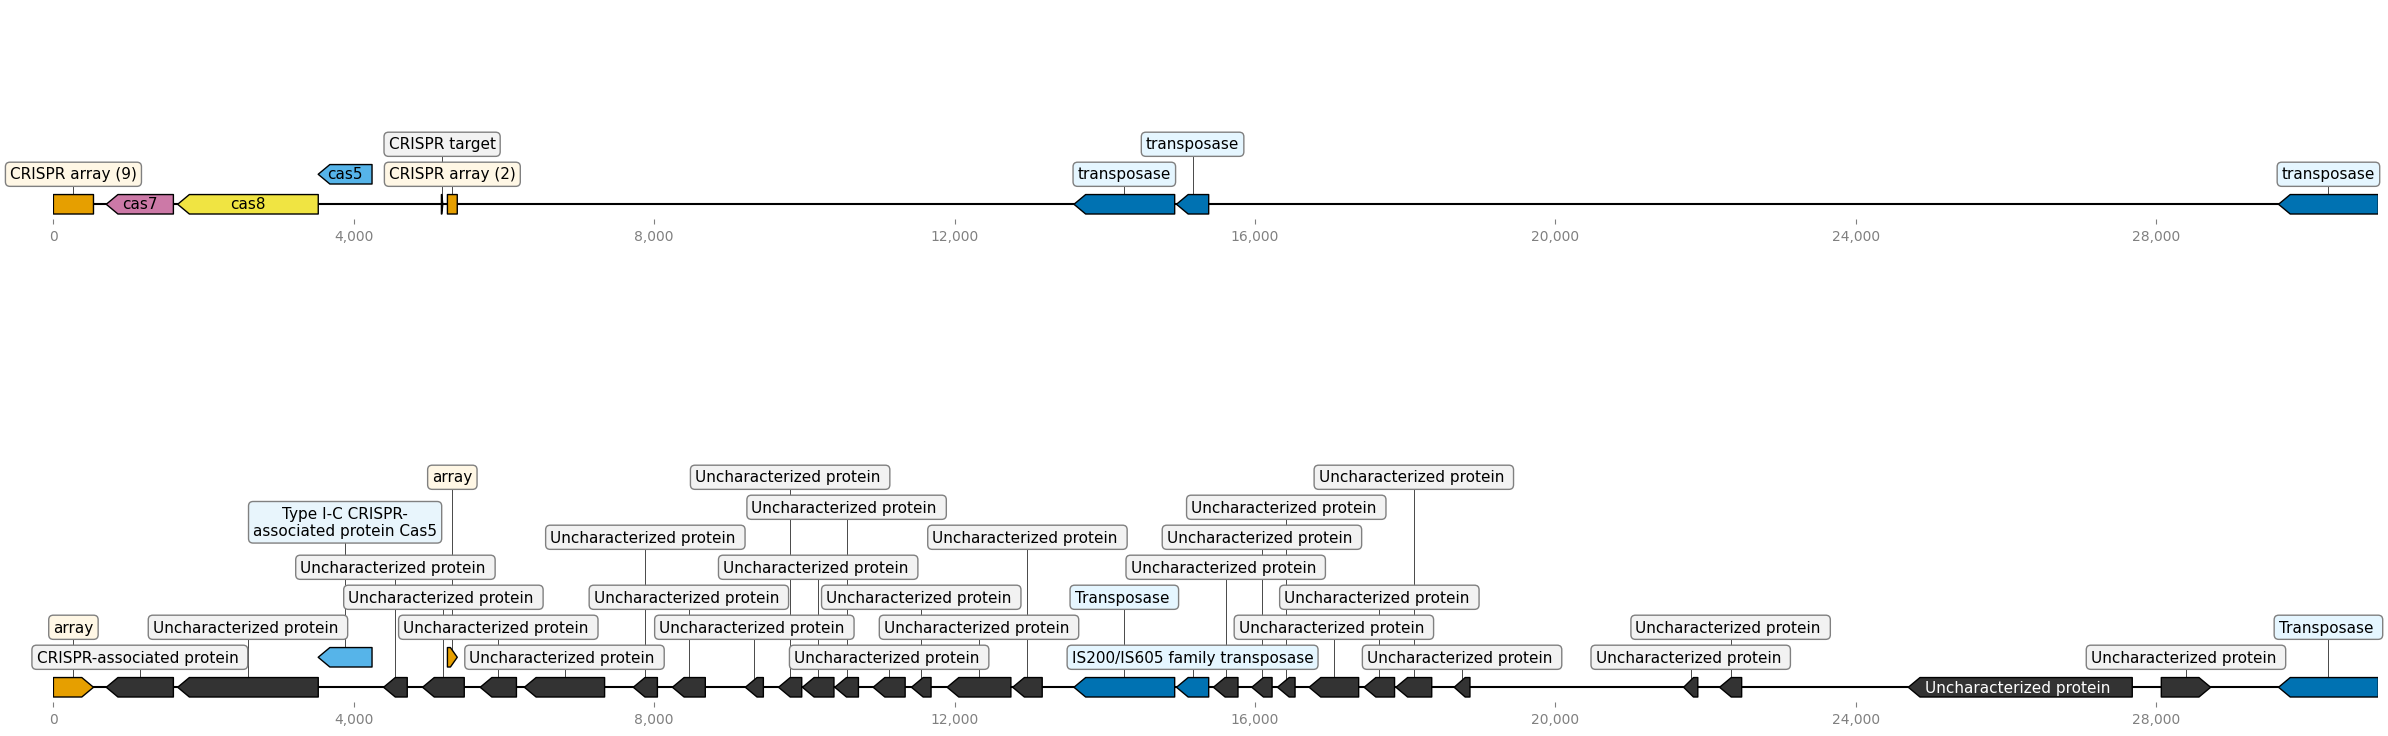 CRISPR target
transposase
CRISPR array (9)
cas5
CRISPR array (2)
transposase
transposase
cas7
cas8
0
4,000
8,000
12,000
16,000
20,000
24,000
28,000
array
Uncharacterized protein
Uncharacterized protein
Type I-C CRISPR-
associated protein Cas5
Uncharacterized protein
Uncharacterized protein
Uncharacterized protein
Uncharacterized protein
Uncharacterized protein
Uncharacterized protein
Uncharacterized protein
Uncharacterized protein
Uncharacterized protein
Uncharacterized protein
Uncharacterized protein
Transposase
Uncharacterized protein
array
Uncharacterized protein
Uncharacterized protein
Uncharacterized protein
Uncharacterized protein
Uncharacterized protein
Uncharacterized protein
Transposase
CRISPR-associated protein
Uncharacterized protein
Uncharacterized protein
IS200/IS605 family transposase
Uncharacterized protein
Uncharacterized protein
Uncharacterized protein
Uncharacterized protein
0
4,000
8,000
12,000
16,000
20,000
24,000
28,000